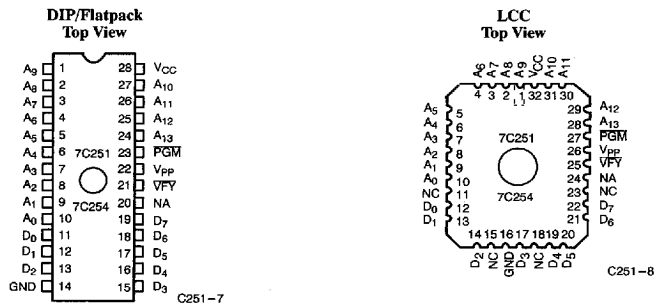 DIP/Flatpack
Top View
A9 1 28 VCC
A8 2 27 A10
A7 3 26 A11
A6 4 25 A12
A5 5 24 A13
A4 6 7C251 23 PGM
A3 7 22 VPP
A2 8 21 VFY
A1 9 7C254 20 NA
A0 10 19 D7
D0 11 18 D6
D1 12 17 D5
D2 13 16 D4
GND 14 15 D3
C251-7
LCC
Top View
A6 A7 A8 A9 VCC A10 A11
4 3 2 1 32 31 30
A5 5 29 A12
A4 6 28 A13
A3 7 7C251 27 PGM
A2 8 26 VPP
A1 9 25 VFY
A0 10 24 NA
NC 11 7C254 23 NC
D0 12 22 D7
D1 13 21 D6
14 15 16 17 18 19 20
D2 NC GND D3 NC D4 D5
C251-8